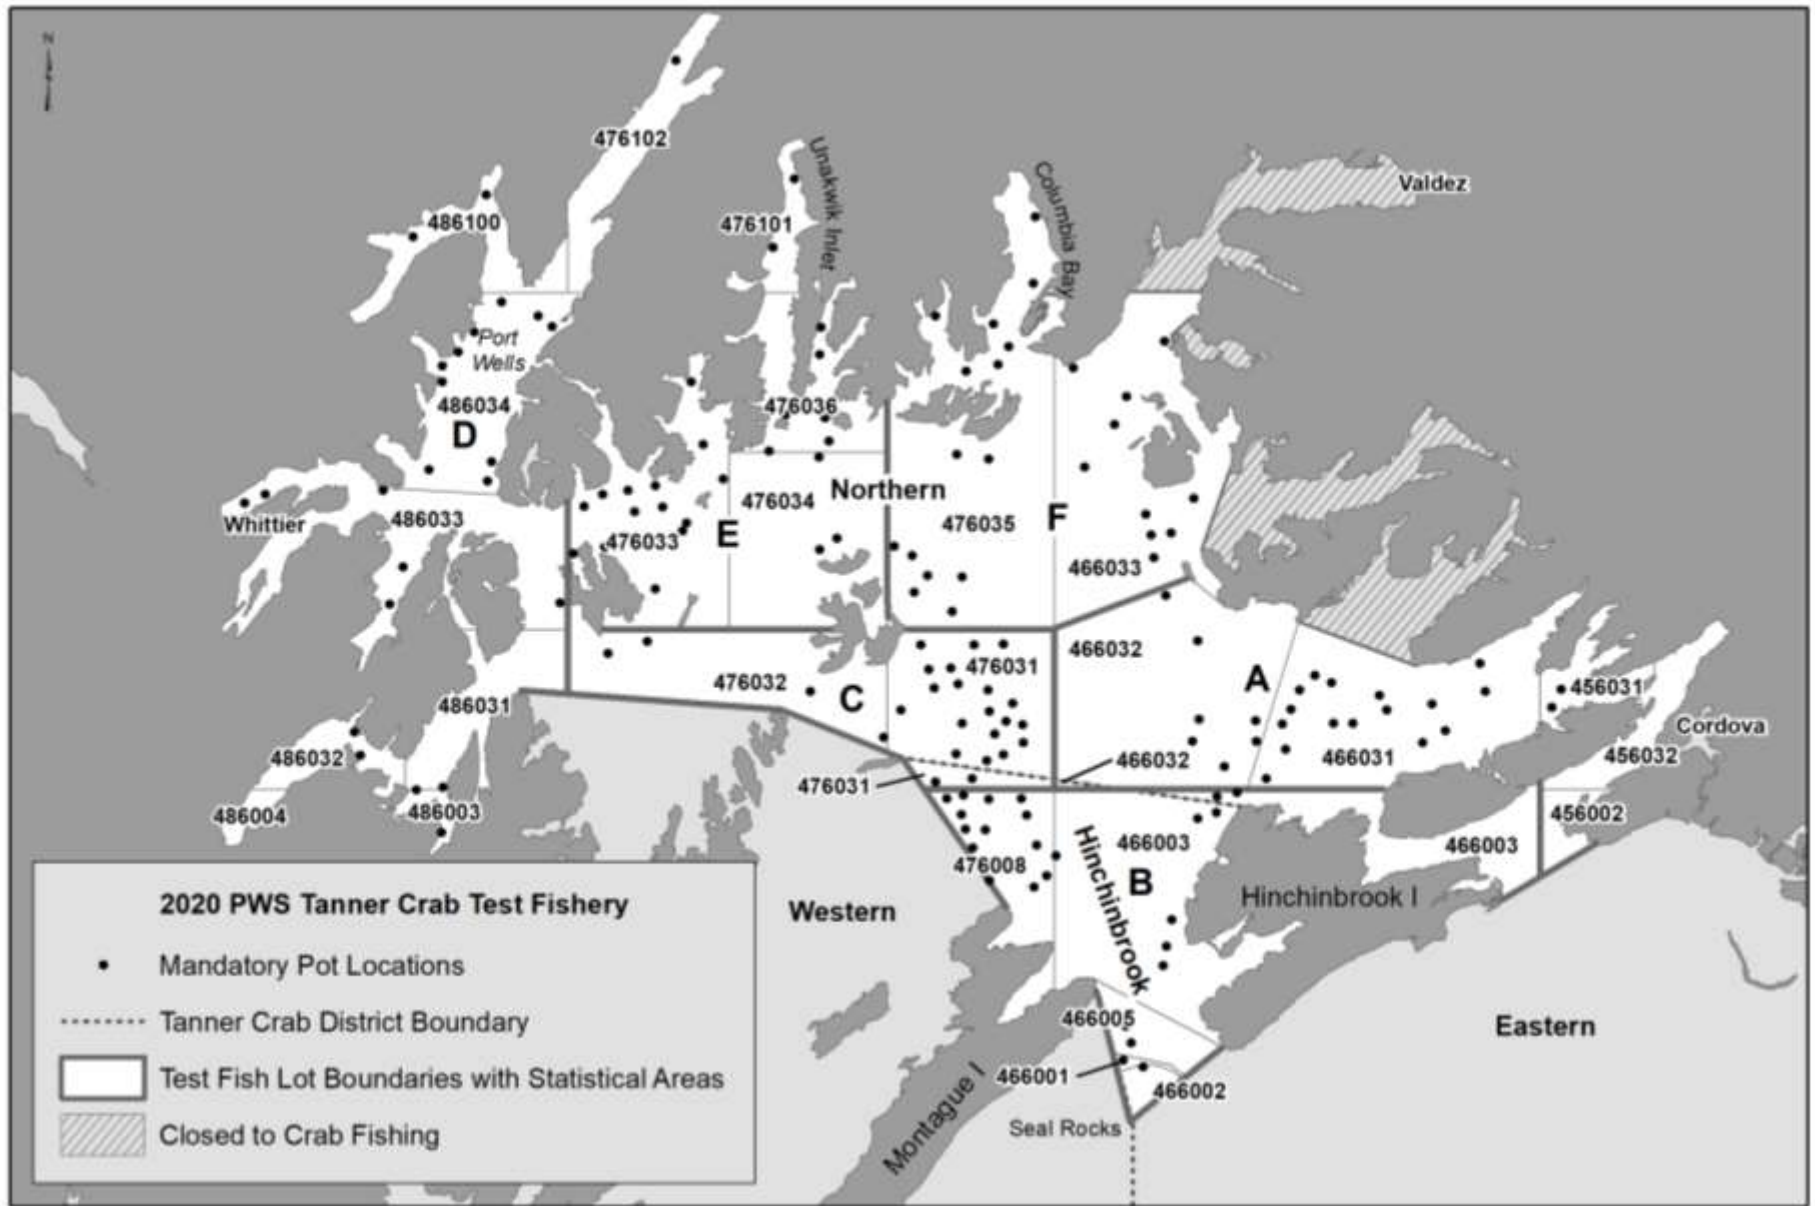 N
476102
Valdez
Unakwik Inlet
Columbia Bay
486100
476101
Port
Wells
486034
D
476036
Whittier
486033
476033
E
476034
Northern
476035
F
466033
476032
C
476031
466032
A
456031
486031
486032
486004
486003
Cordova
456032
476031
466032
466031
456002
466003
466003
476008
B
Hinchinbrook
Hinchinbrook I
Western
Eastern
466005
466001
466002
Seal Rocks
Montague I
2020 PWS Tanner Crab Test Fishery
Mandatory Pot Locations
Tanner Crab District Boundary
Test Fish Lot Boundaries with Statistical Areas
Closed to Crab Fishing